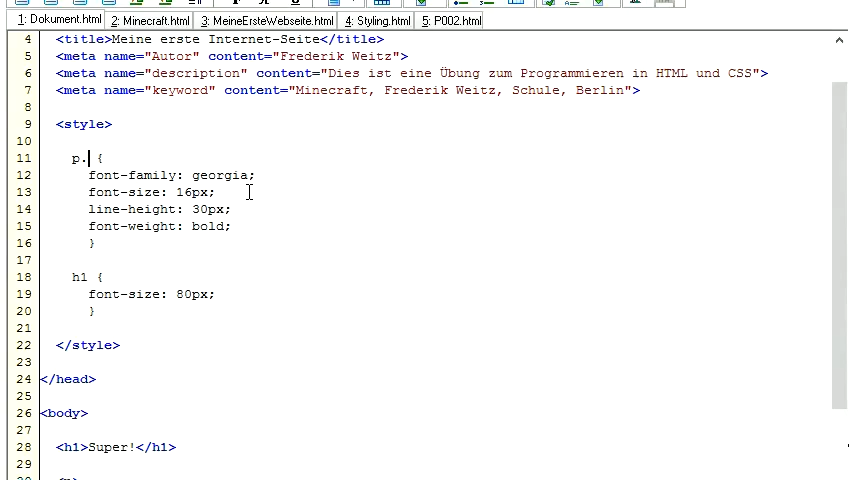 1: Dokument.html 2: Minecraft.html 3: MeineErsteWebseite.html 4: Styling.html 5: P002.html
4 <title>Meine erste Internet-Seite</title>
5 <meta name="Autor" content="Frederik Weitz">
6 <meta name="description" content="Dies ist eine Übung zum Programmieren in HTML und CSS">
7 <meta name="keyword" content="Minecraft, Frederik Weitz, Schule, Berlin">
8
9 <style>
10
11 p. {
12 font-family: georgia;
13 font-size: 16px;
14 line-height: 30px;
15 font-weight: bold;
16 }
17
18 h1 {
19 font-size: 80px;
20 }
21
22 </style>
23
24 </head>
25
26 <body>
27
28 <h1>Super!</h1>
29